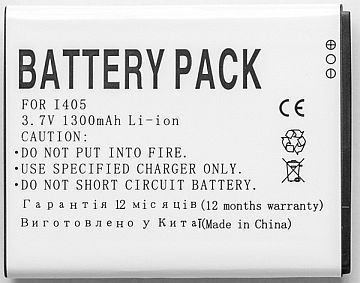 BATTERY PACK
FOR I405
3.7V 1300mAh Li-ion
CAUTION:
•DO NOT PUT INTO FIRE.
•USE SPECIFIED CHARGER ONLY.
•DO NOT SHORT CIRCUIT BATTERY.
Гарантія 12 місяців (12 months warranty)
Виготовлено у Китаї (Made in China)